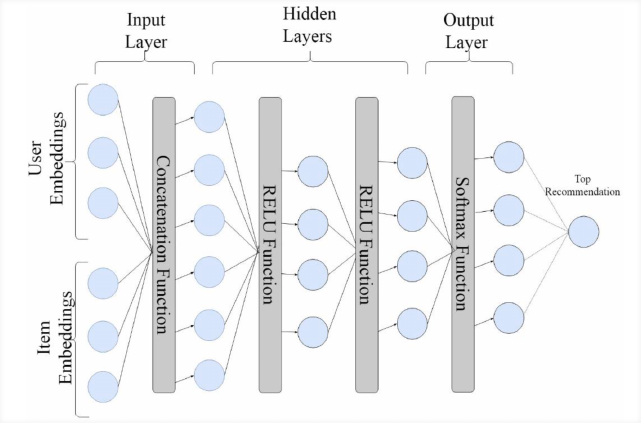 Input
Layer
Hidden
Layers
Output
Layer
User
Embeddings
Item
Embeddings
Concatenation Function
RELU Function
RELU Function
Softmax Function
Top
Recommendation